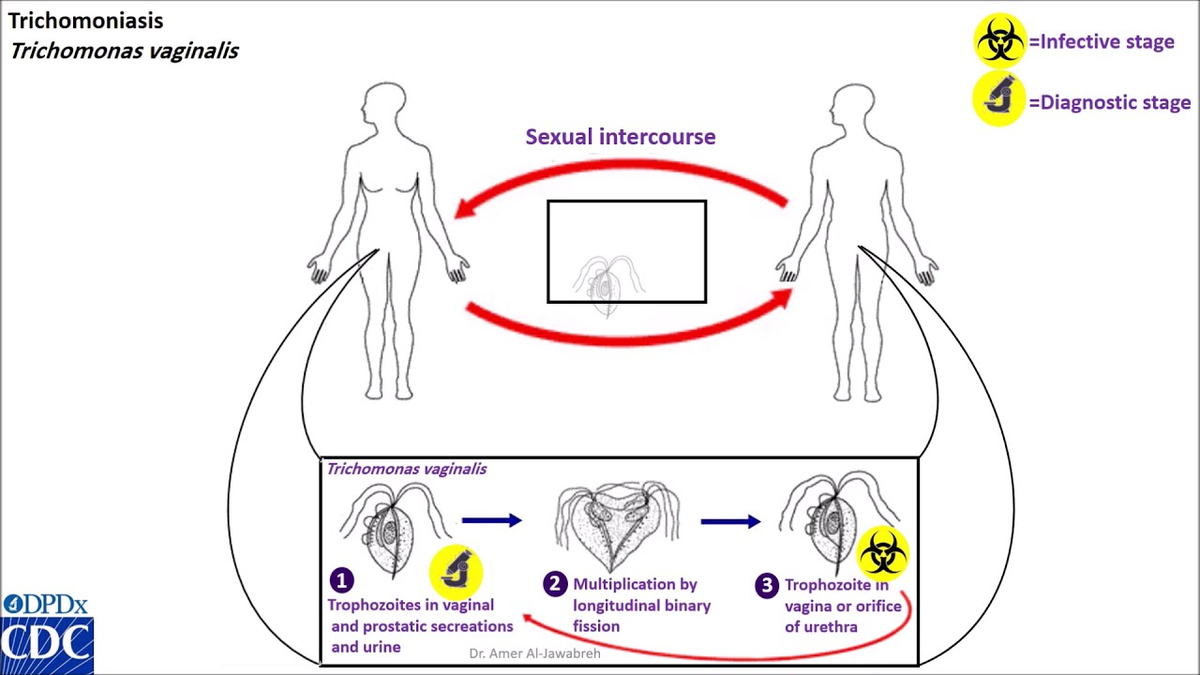 Trichomoniasis
Trichomonas vaginalis
=Infective stage
=Diagnostic stage
Sexual intercourse
Trichomonas vaginalis
1
Trophozoites in vaginal
and prostatic secreations
and urine
2 Multiplication by
longitudinal binary
fission
3 Trophozoite in
vagina or orifice
of urethra
Dr. Amer Al-Jawabreh
DPDx
CDC